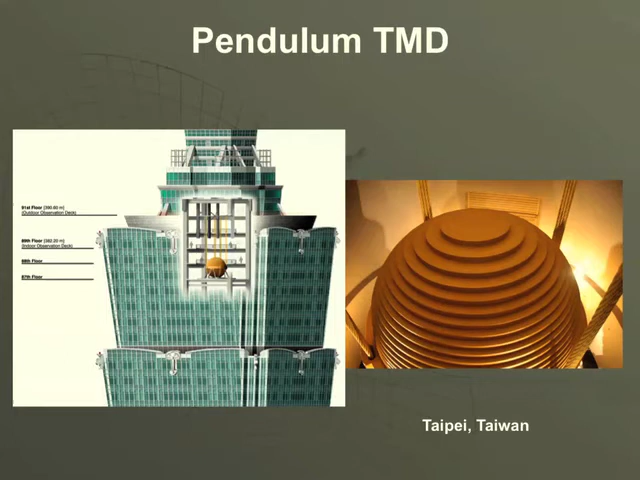 Pendulum TMD
91st Floor [390.60 m]
(Outdoor Observation Deck)
89th Floor [382.20 m]
(Indoor Observation Deck)
88th Floor
87th Floor
Taipei, Taiwan